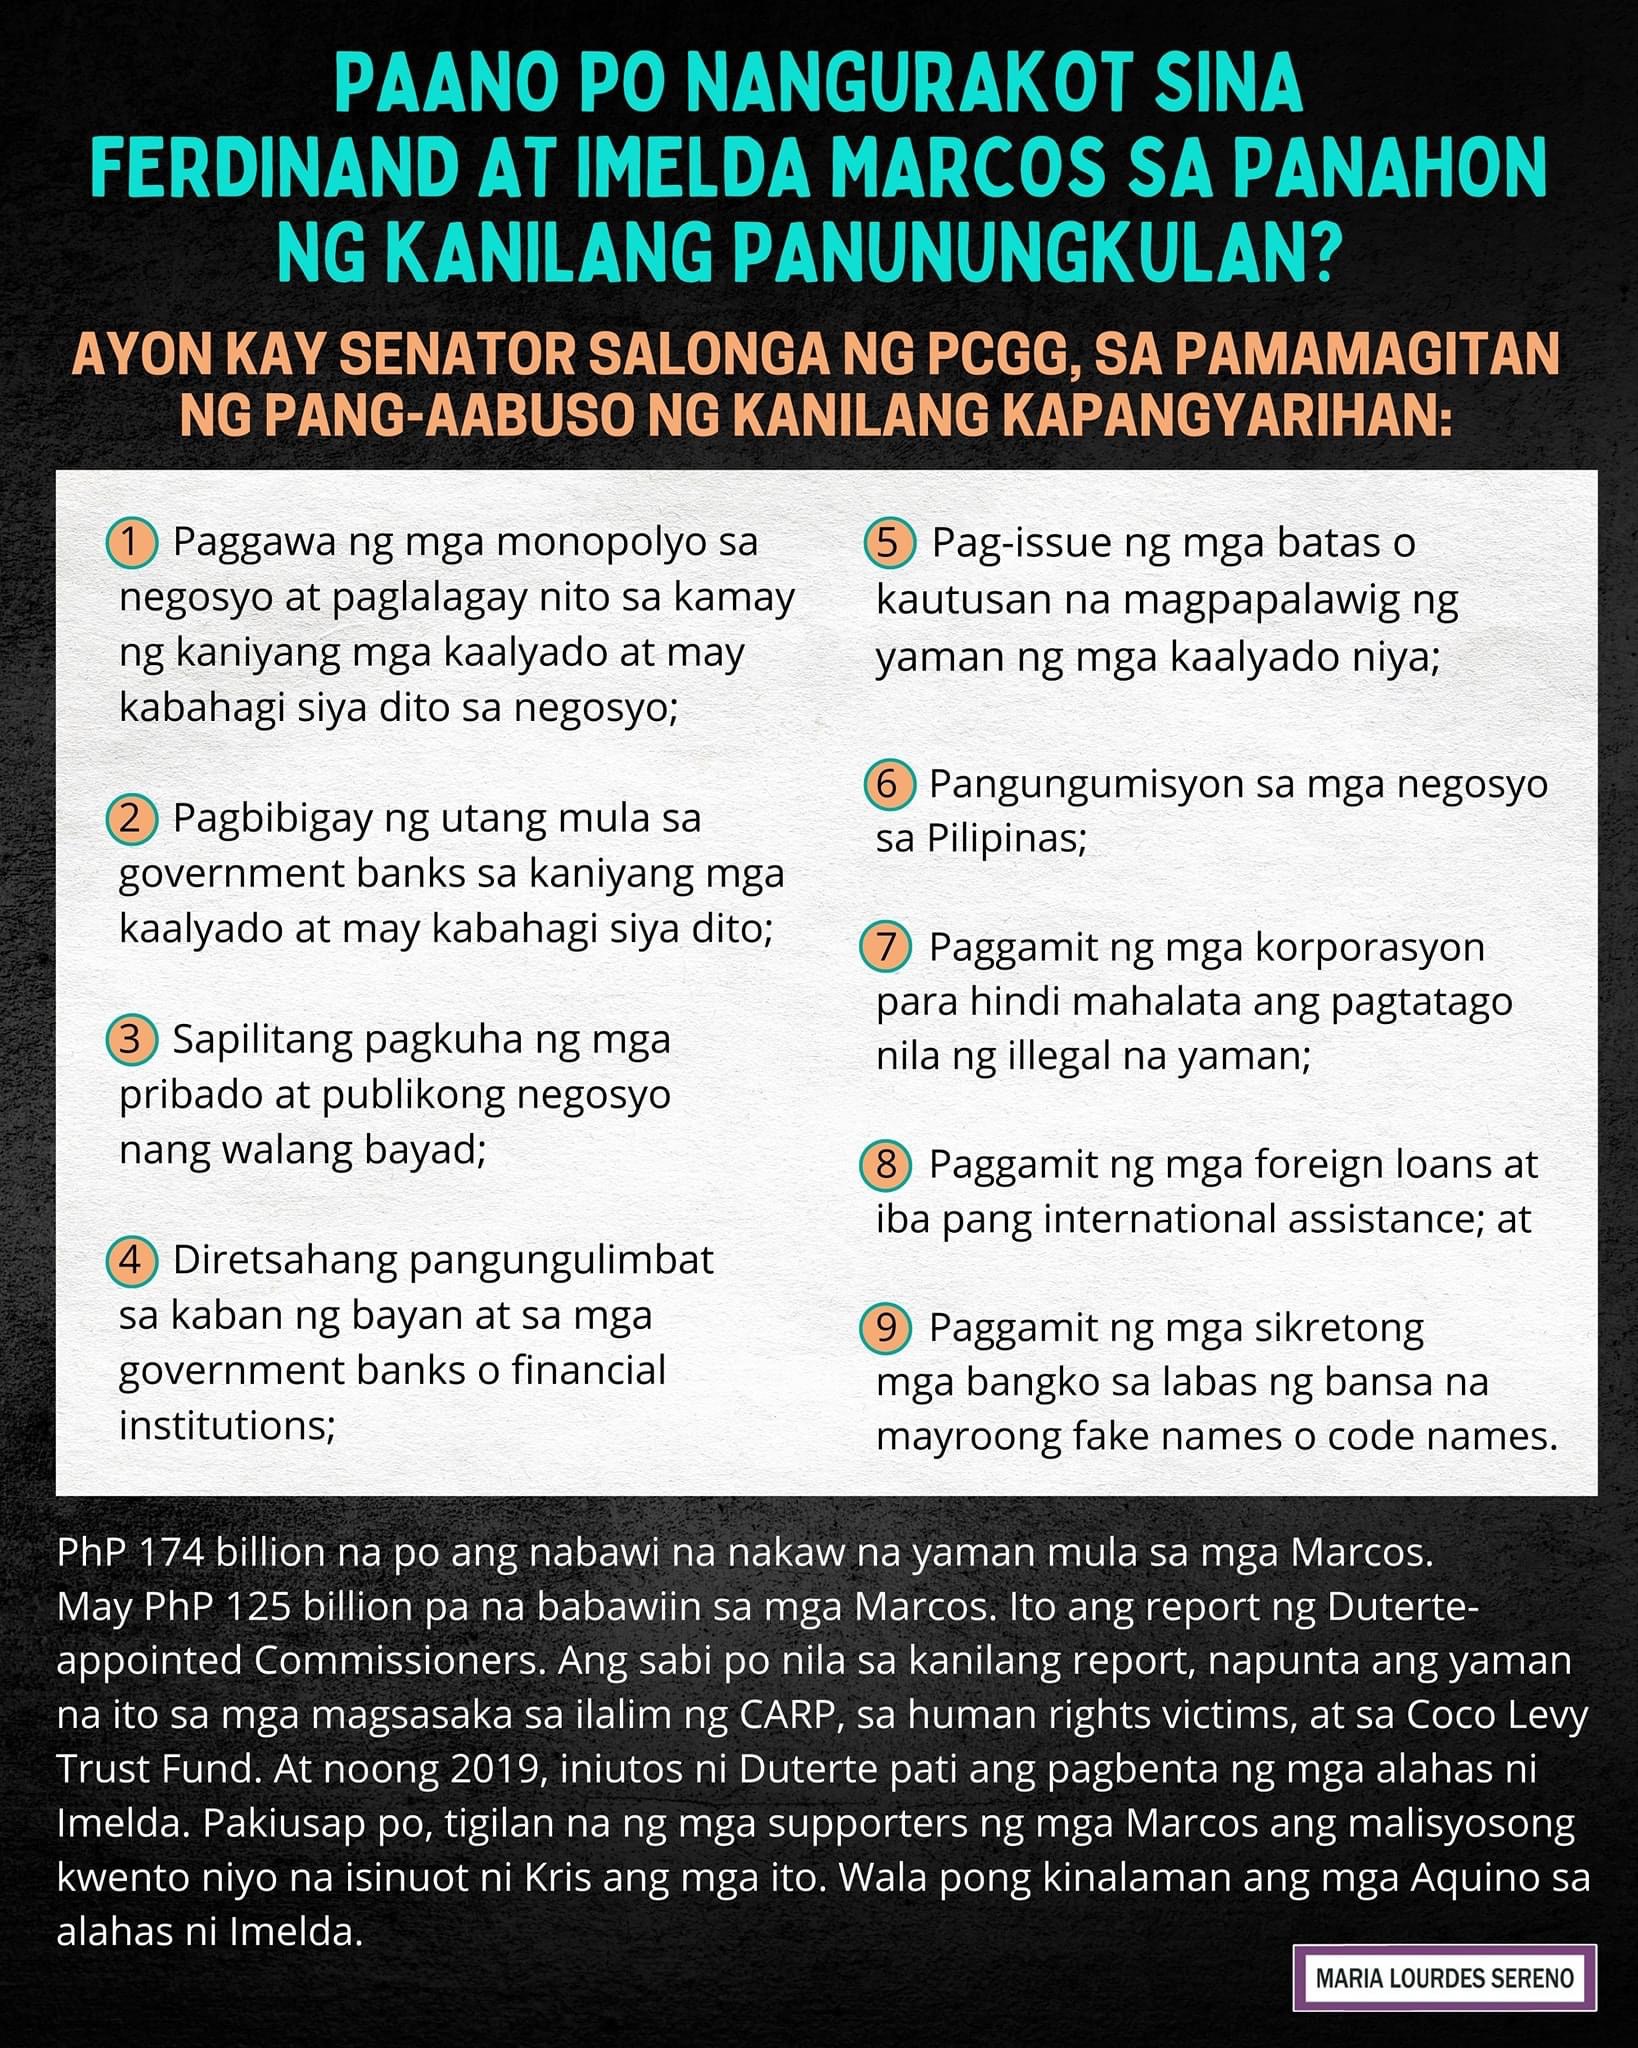 PAANO PO NANGURAKOT SINA
FERDINAND AT IMELDA MARCOS SA PANAHON
NG KANILANG PANUNUNGKULAN?
AYON KAY SENATOR SALONGA NG PCGG, SA PAMAMAGITAN
NG PANG-AABUSO NG KANILANG KAPANGYARIHAN:
1 Paggawa ng mga monopolyo sa
negosyo at paglalagay nito sa kamay
ng kaniyang mga kaalyado at may
kabahagi siya dito sa negosyo;
2 Pagbibigay ng utang mula sa
government banks sa kaniyang mga
kaalyado at may kabahagi siya dito;
3 Sapilitang pagkuha ng mga
pribado at publikong negosyo
nang walang bayad;
4 Diretsahang pangungulimbat
sa kaban ng bayan at sa mga
government banks o financial
institutions;
5 Pag-issue ng mga batas o
kautusan na magpapalawig ng
yaman ng mga kaalyado niya;
6 Pangungumisyon sa mga negosyo
sa Pilipinas;
7 Paggamit ng mga korporasyon
para hindi mahalata ang pagtatago
nila ng illegal na yaman;
8 Paggamit ng mga foreign loans at
iba pang international assistance; at
9 Paggamit ng mga sikretong
mga bangko sa labas ng bansa na
mayroong fake names o code names.
PhP 174 billion na po ang nabawi na nakaw na yaman mula sa mga Marcos.
May PhP 125 billion pa na babawiin sa mga Marcos. Ito ang report ng Duterte-
appointed Commissioners. Ang sabi po nila sa kanilang report, napunta ang yaman
na ito sa mga magsasaka sa ilalim ng CARP, sa human rights victims, at sa Coco Levy
Trust Fund. At noong 2019, iniutos ni Duterte pati ang pagbenta ng mga alahas ni
Imelda. Pakiusap po, tigilan na ng mga supporters ng mga Marcos ang malisyosong
kwento niyo na isinuot ni Kris ang mga ito. Wala pong kinalaman ang mga Aquino sa
alahas ni Imelda.
MARIA LOURDES SERENO